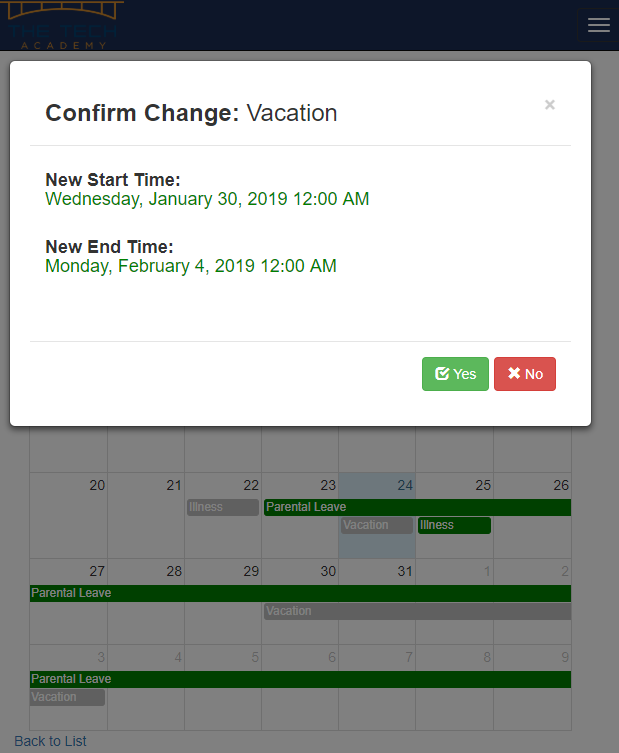 THE TECH
ACADEMY
Confirm Change: Vacation
×
New Start Time:
Wednesday, January 30, 2019 12:00 AM
New End Time:
Monday, February 4, 2019 12:00 AM
Yes
No
20 21 22 23 24 25 26
Illness Parental Leave
Vacation Illness
27 28 29 30 31 1 2
Parental Leave
Vacation
3 4 5 6 7 8 9
Parental Leave
Vacation
Back to List